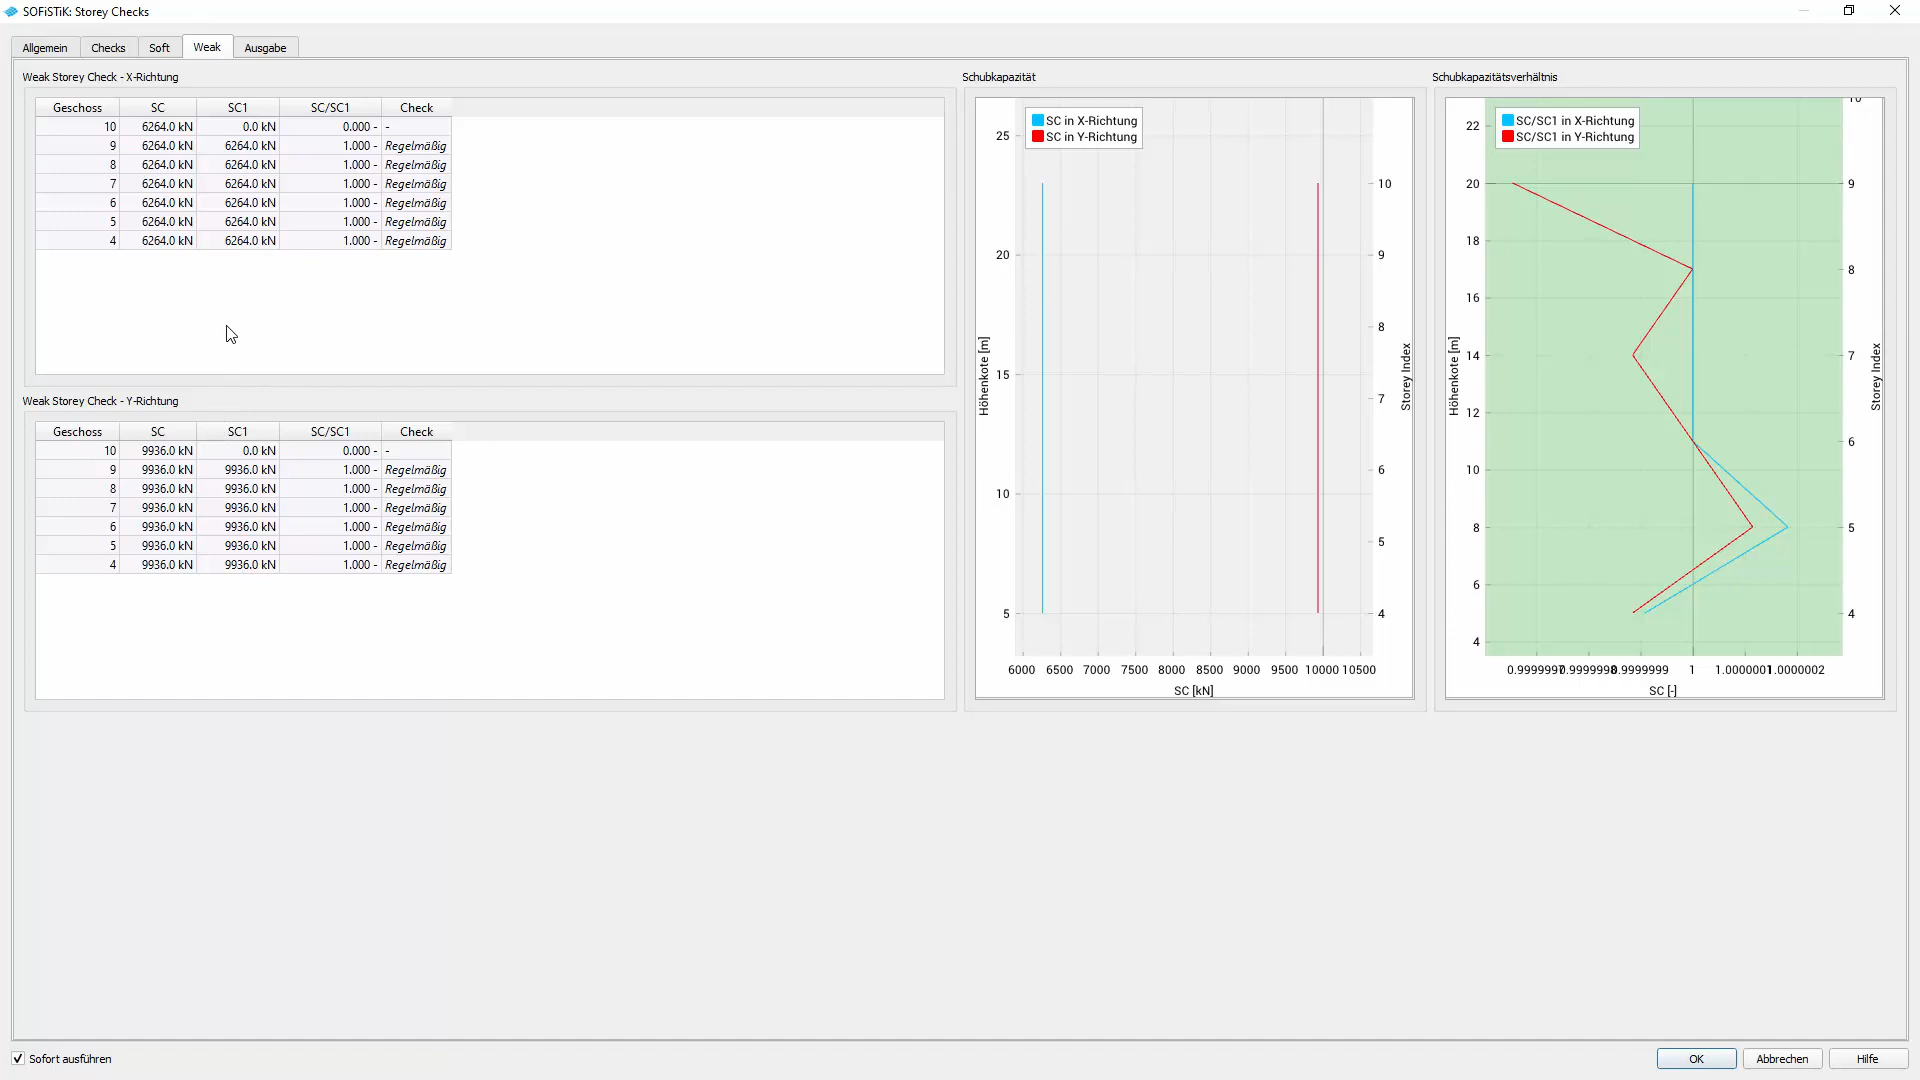 SOFiSTiK: Storey Checks
Allgemein Checks Soft Weak Ausgabe
Weak Storey Check - X-Richtung
Geschoss SC SC1 SC/SC1 Check
10 6264.0 kN 0.0 kN 0.000 - -
9 6264.0 kN 6264.0 kN 1.000 - Regelmäßig
8 6264.0 kN 6264.0 kN 1.000 - Regelmäßig
7 6264.0 kN 6264.0 kN 1.000 - Regelmäßig
6 6264.0 kN 6264.0 kN 1.000 - Regelmäßig
5 6264.0 kN 6264.0 kN 1.000 - Regelmäßig
4 6264.0 kN 6264.0 kN 1.000 - Regelmäßig
Weak Storey Check - Y-Richtung
Geschoss SC SC1 SC/SC1 Check
10 9936.0 kN 0.0 kN 0.000 - -
9 9936.0 kN 9936.0 kN 1.000 - Regelmäßig
8 9936.0 kN 9936.0 kN 1.000 - Regelmäßig
7 9936.0 kN 9936.0 kN 1.000 - Regelmäßig
6 9936.0 kN 9936.0 kN 1.000 - Regelmäßig
5 9936.0 kN 9936.0 kN 1.000 - Regelmäßig
4 9936.0 kN 9936.0 kN 1.000 - Regelmäßig
Schubkapazität
SC in X-Richtung
SC in Y-Richtung
25
20
15
10
5
Höhenkote [m]
10
9
8
7
6
5
4
Storey Index
6000 6500 7000 7500 8000 8500 9000 9500 10000 10500
SC [kN]
Schubkapazitätsverhältnis
SC/SC1 in X-Richtung
SC/SC1 in Y-Richtung
22
20
18
16
14
12
10
8
6
4
Höhenkote [m]
10
9
8
7
6
5
4
Storey Index
0.9999997 0.9999998 0.9999999 1 1.0000001 1.0000002
SC [-]
Sofort ausführen
OK Abbrechen Hilfe